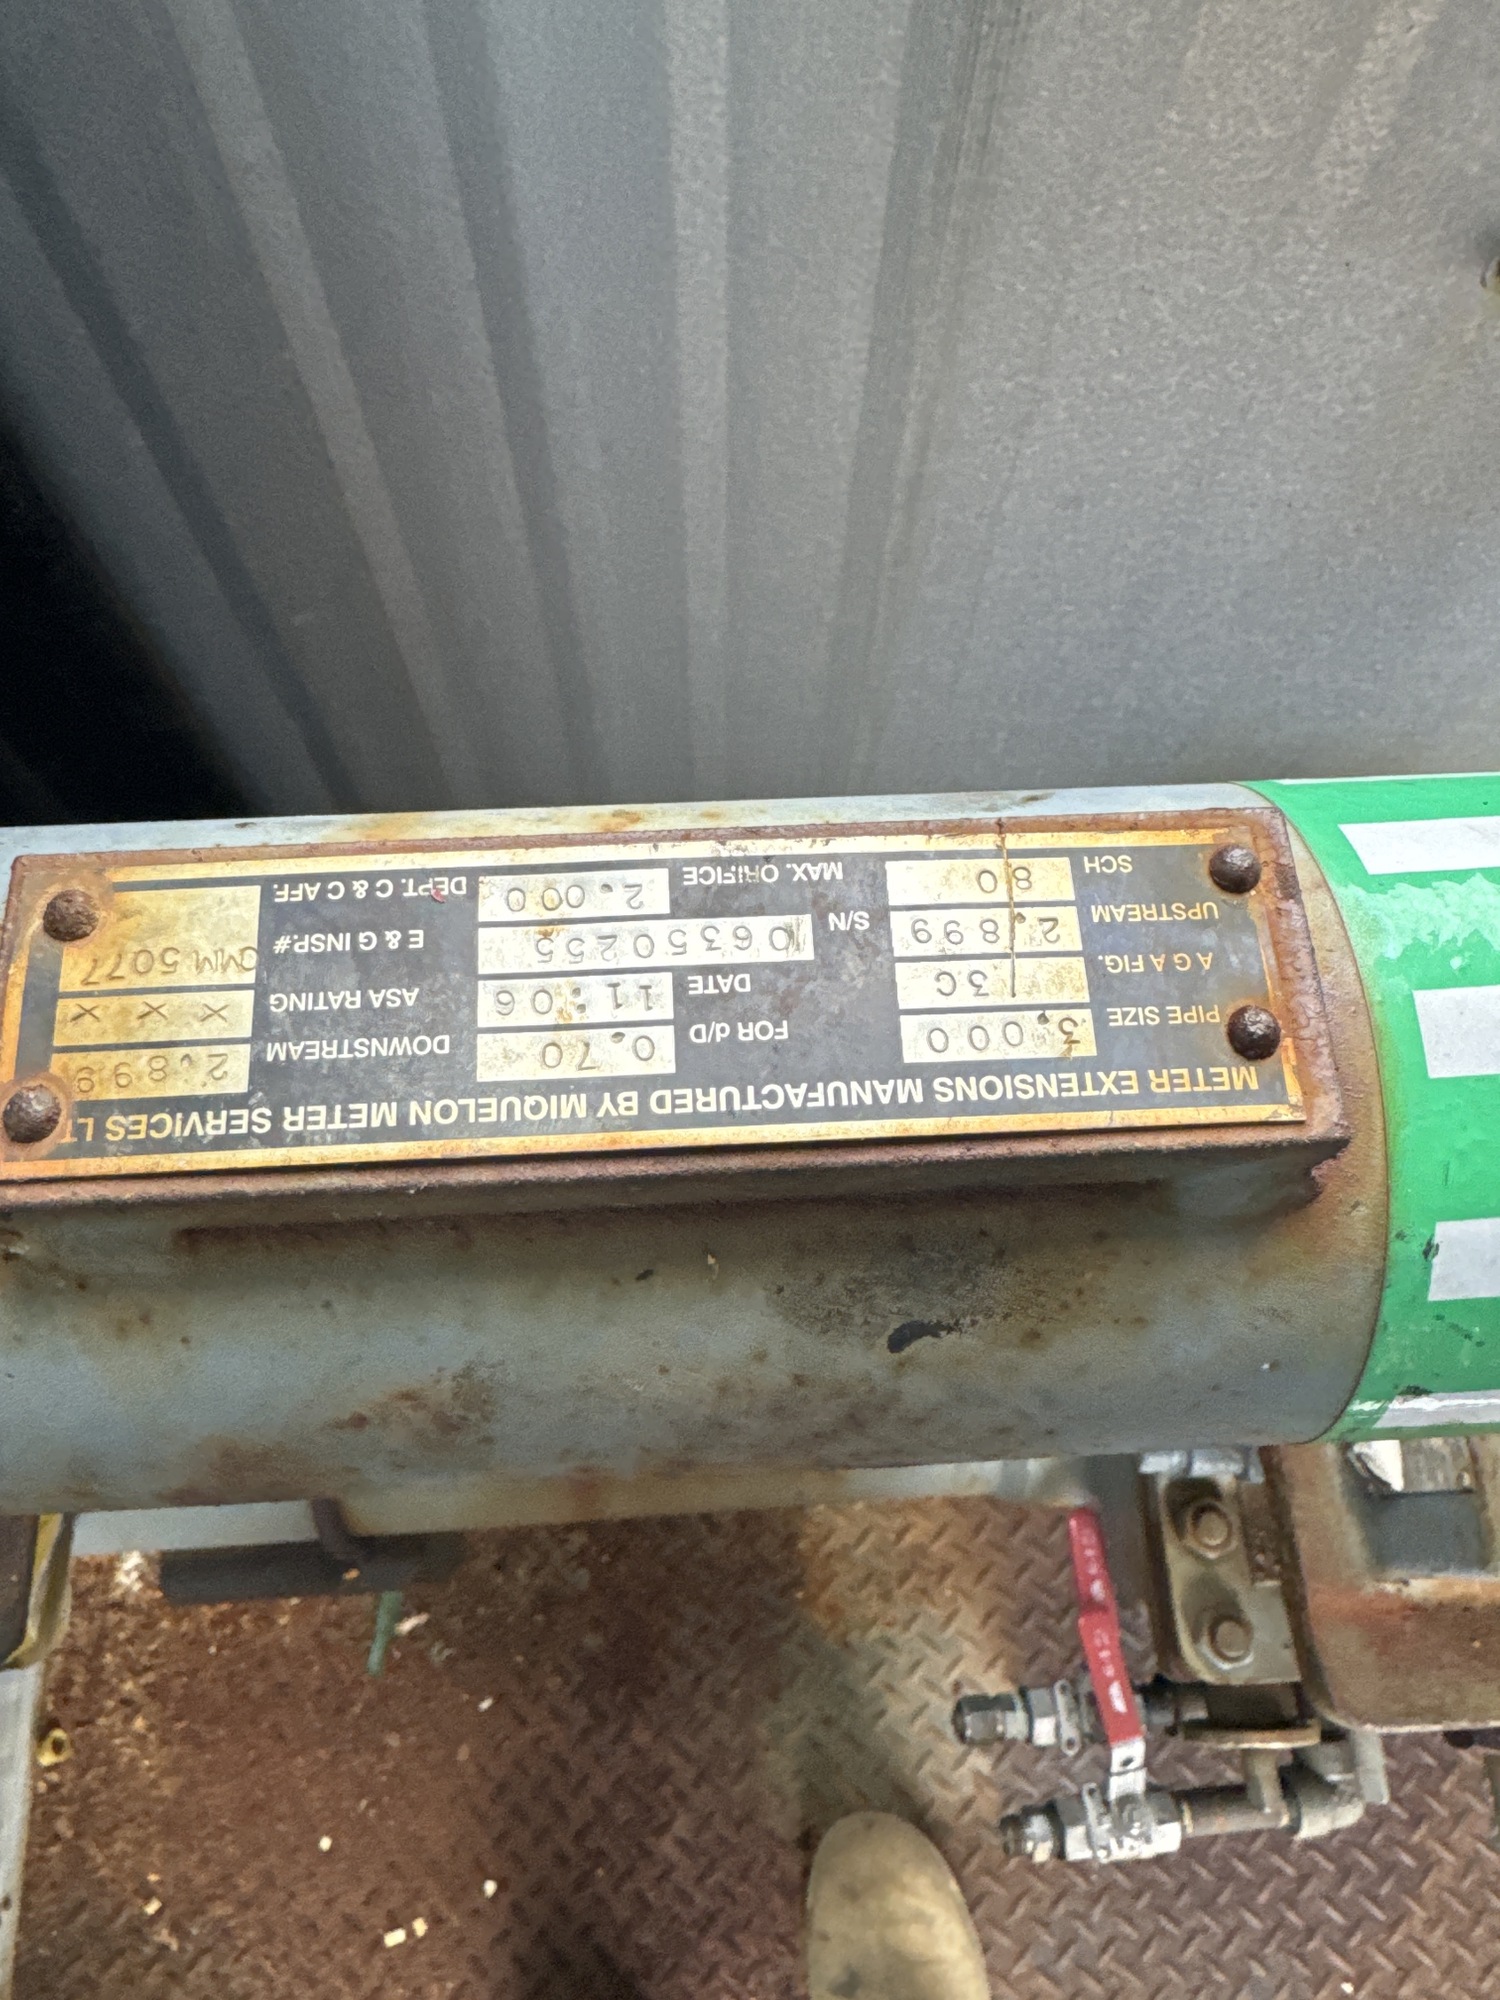 METER EXTENSIONS MANUFACTURED BY MIQUELON METER SERVICES LT
PIPE SIZE 3.000 FOR d/D 0.70 DOWNSTREAM 2.899
A G A FIG. 3C DATE 11.06 ASA RATING X X X
UPSTREAM 2.899 S/N 06350255 E & G INSP.# QMM 5077
SCH 80 MAX. ORIFICE 2.000 DEPT. C & C AFF.